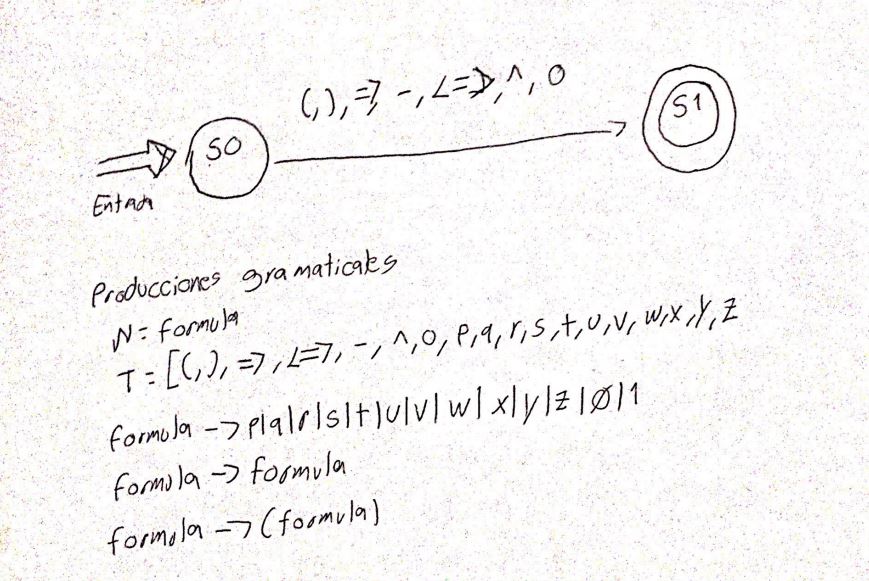 (,), =>, -, <=>, ^, o
S0
S1
Entada
Producciones gramaticales
N= formula
T= [(,), =>, <=>, -, ^, o, p, q, r, s, t, u, v, w, x, y, z
formula -> p|q|r|s|t|u|v|w|x|y|z|Ø|1
formula -> formula
formula -> (formula)